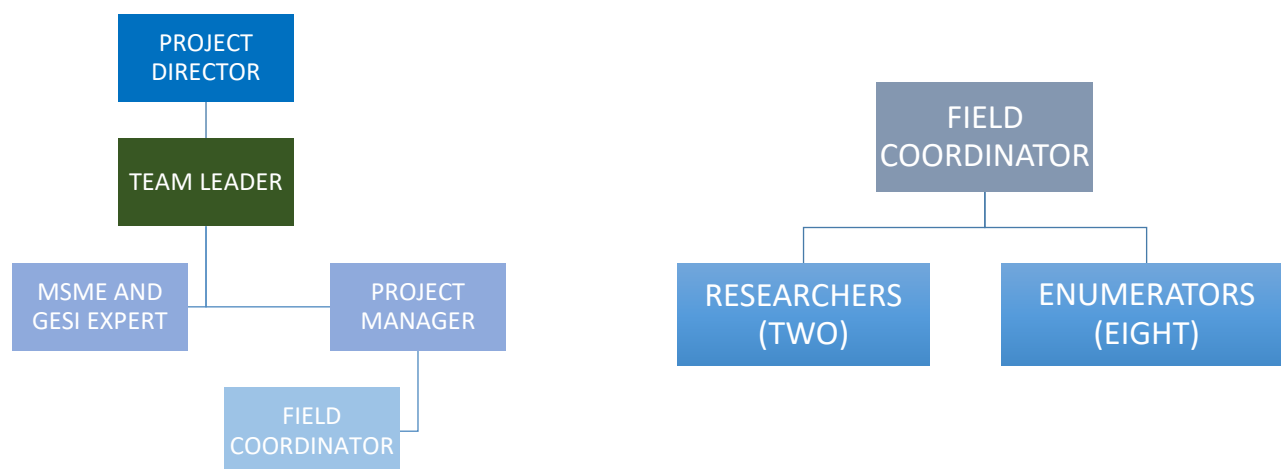 PROJECT
DIRECTOR
TEAM LEADER
MSME AND
GESI EXPERT
PROJECT
MANAGER
FIELD
COORDINATOR
FIELD
COORDINATOR
RESEARCHERS
(TWO)
ENUMERATORS
(EIGHT)